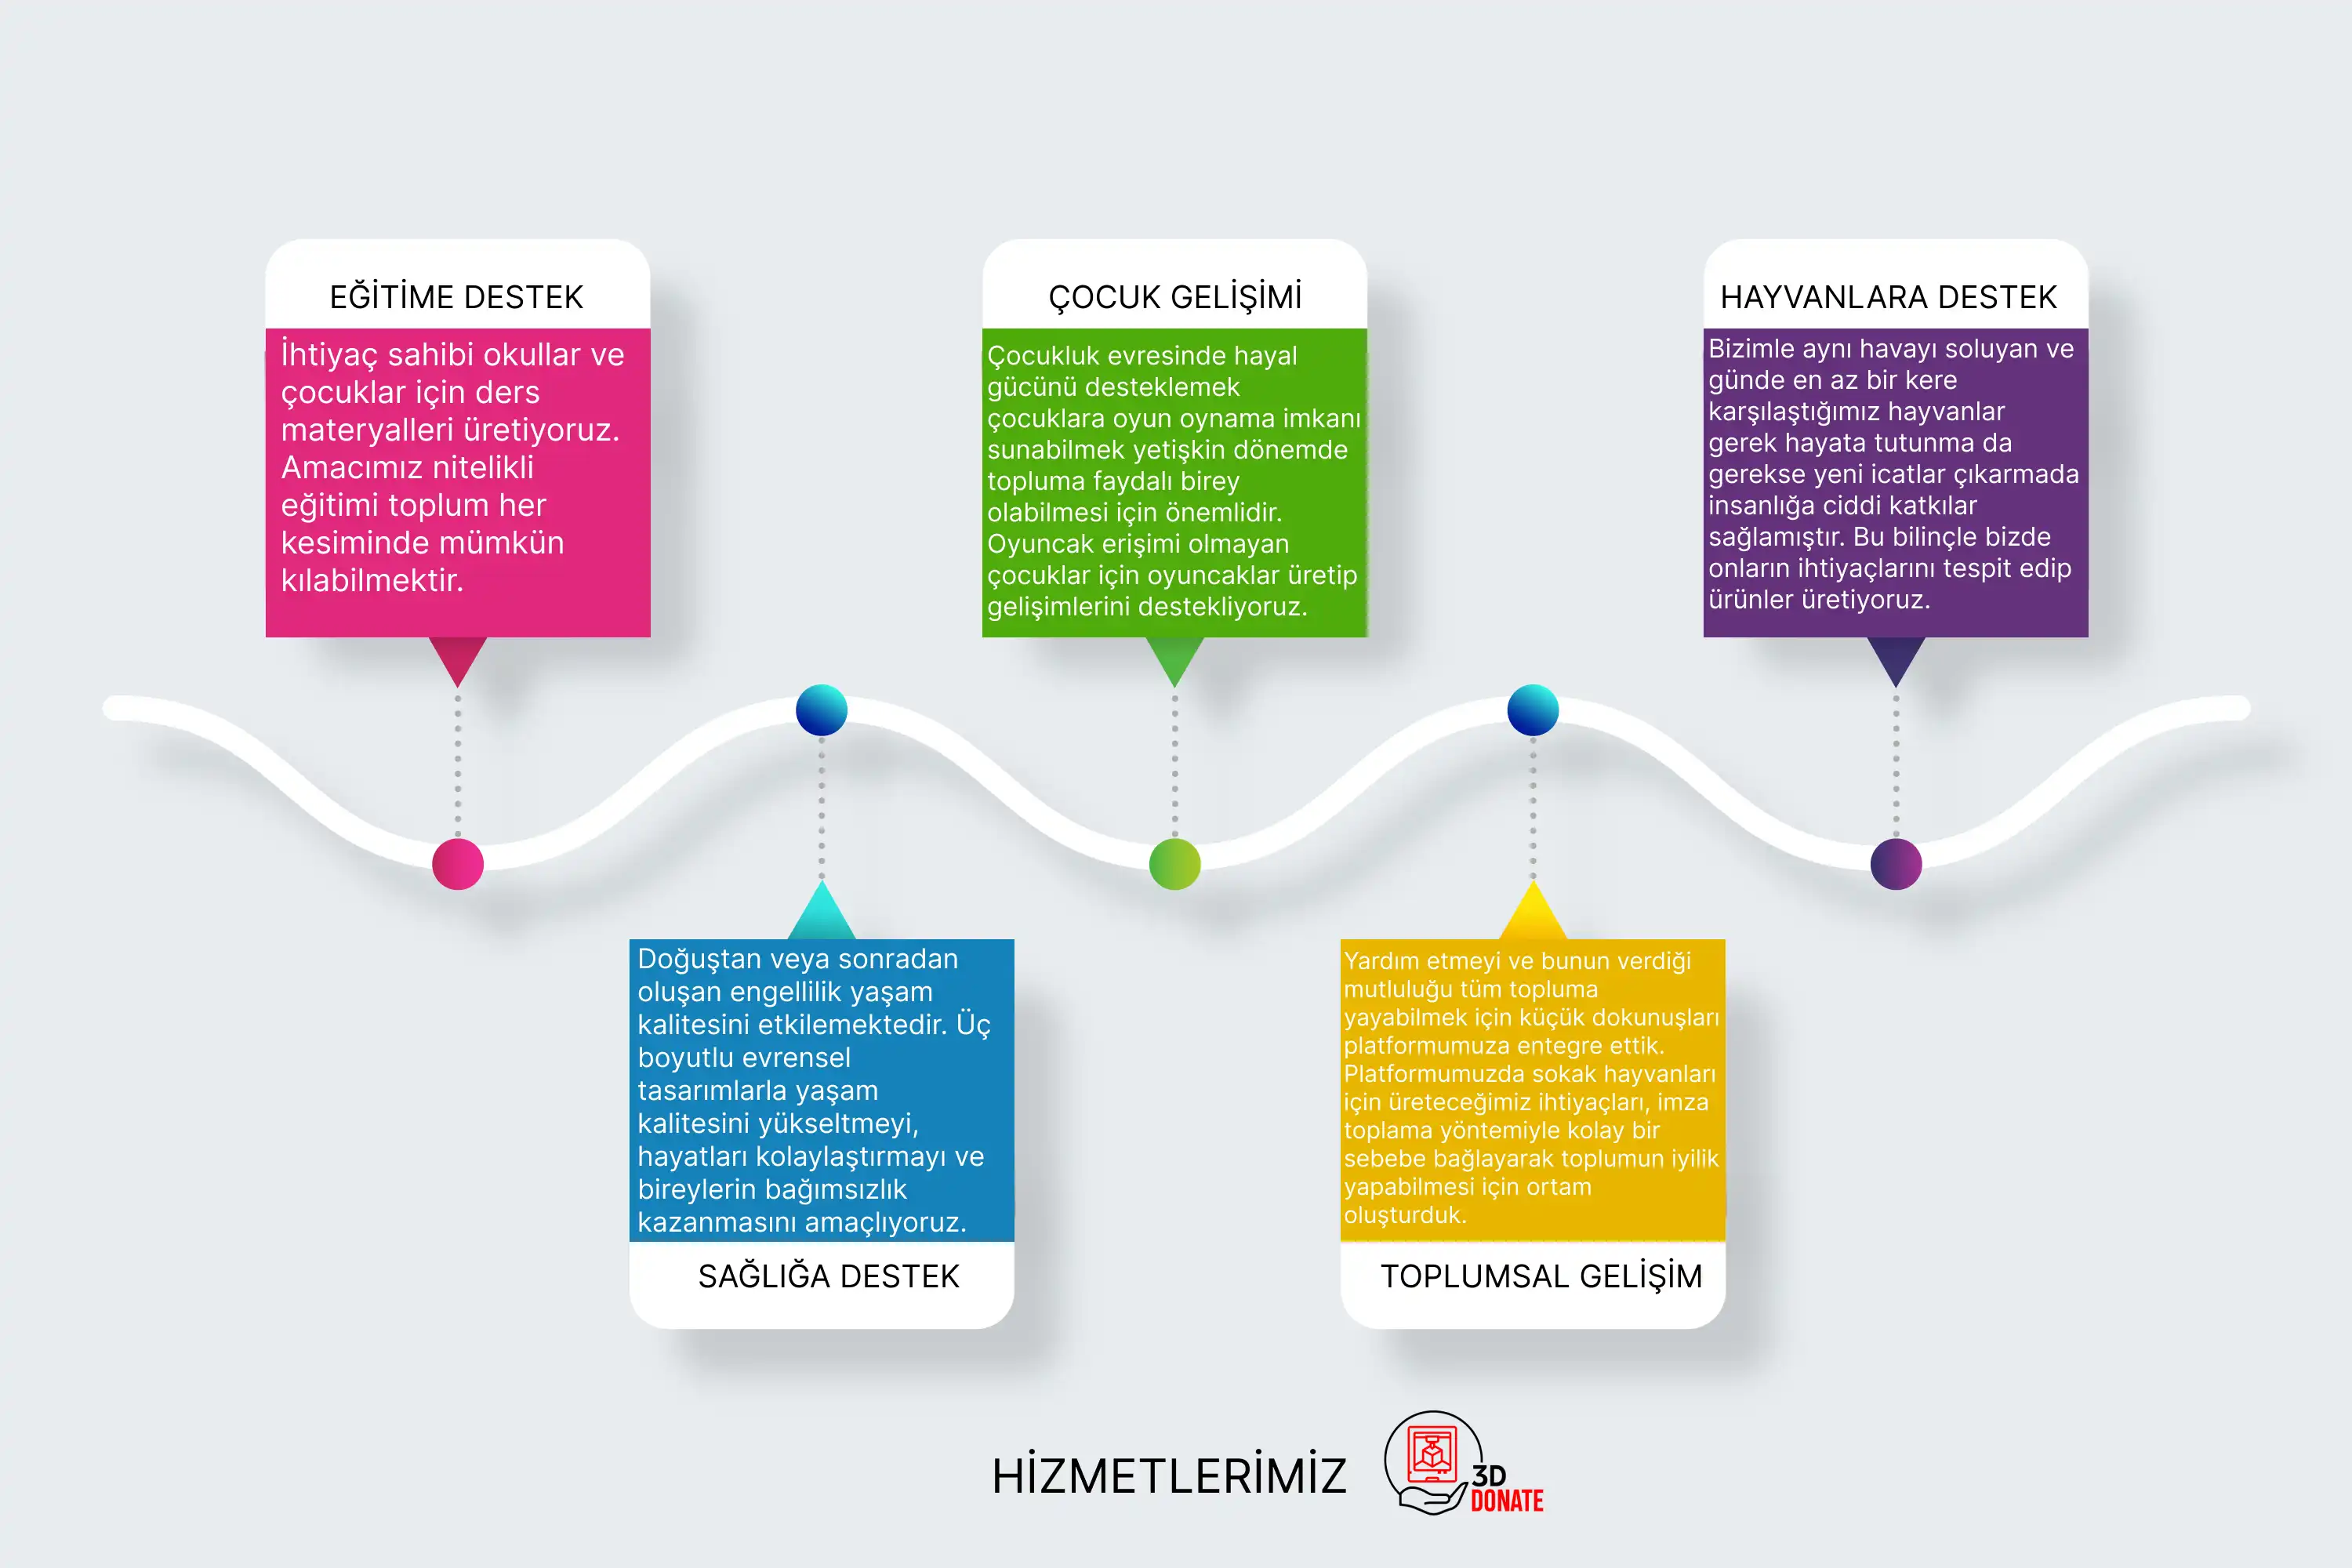 EĞİTİME DESTEK
İhtiyaç sahibi okullar ve
çocuklar için ders
materyalleri üretiyoruz.
Amacımız nitelikli
eğitimi toplum her
kesiminde mümkün
kılabilmektir.
Doğuştan veya sonradan
oluşan engellilik yaşam
kalitesini etkilemektedir. Üç
boyutlu evrensel
tasarımlarla yaşam
kalitesini yükseltmeyi,
hayatları kolaylaştırmayı ve
bireylerin bağımsızlık
kazanmasını amaçlıyoruz.
SAĞLIĞA DESTEK
ÇOCUK GELİŞİMİ
Çocukluk evresinde hayal
gücünü desteklemek
çocuklara oyun oynama imkanı
sunabilmek yetişkin dönemde
topluma faydalı birey
olabilmesi için önemlidir.
Oyuncak erişimi olmayan
çocuklar için oyuncaklar üretip
gelişimlerini destekliyoruz.
Yardım etmeyi ve bunun verdiği
mutluluğu tüm topluma
yayabilmek için küçük dokunuşları
platformumuza entegre ettik.
Platformumuzda sokak hayvanları
için üreteceğimiz ihtiyaçları, imza
toplama yöntemiyle kolay bir
sebebe bağlayarak toplumun iyilik
yapabilmesi için ortam
oluşturduk.
TOPLUMSAL GELİŞİM
HAYVANLARA DESTEK
Bizimle aynı havayı soluyan ve
günde en az bir kere
karşılaştığımız hayvanlar
gerek hayata tutunma da
gerekse yeni icatlar çıkarmada
insanlığa ciddi katkılar
sağlamıştır. Bu bilinçle bizde
onların ihtiyaçlarını tespit edip
ürünler üretiyoruz.
HİZMETLERİMİZ
3D
DONATE